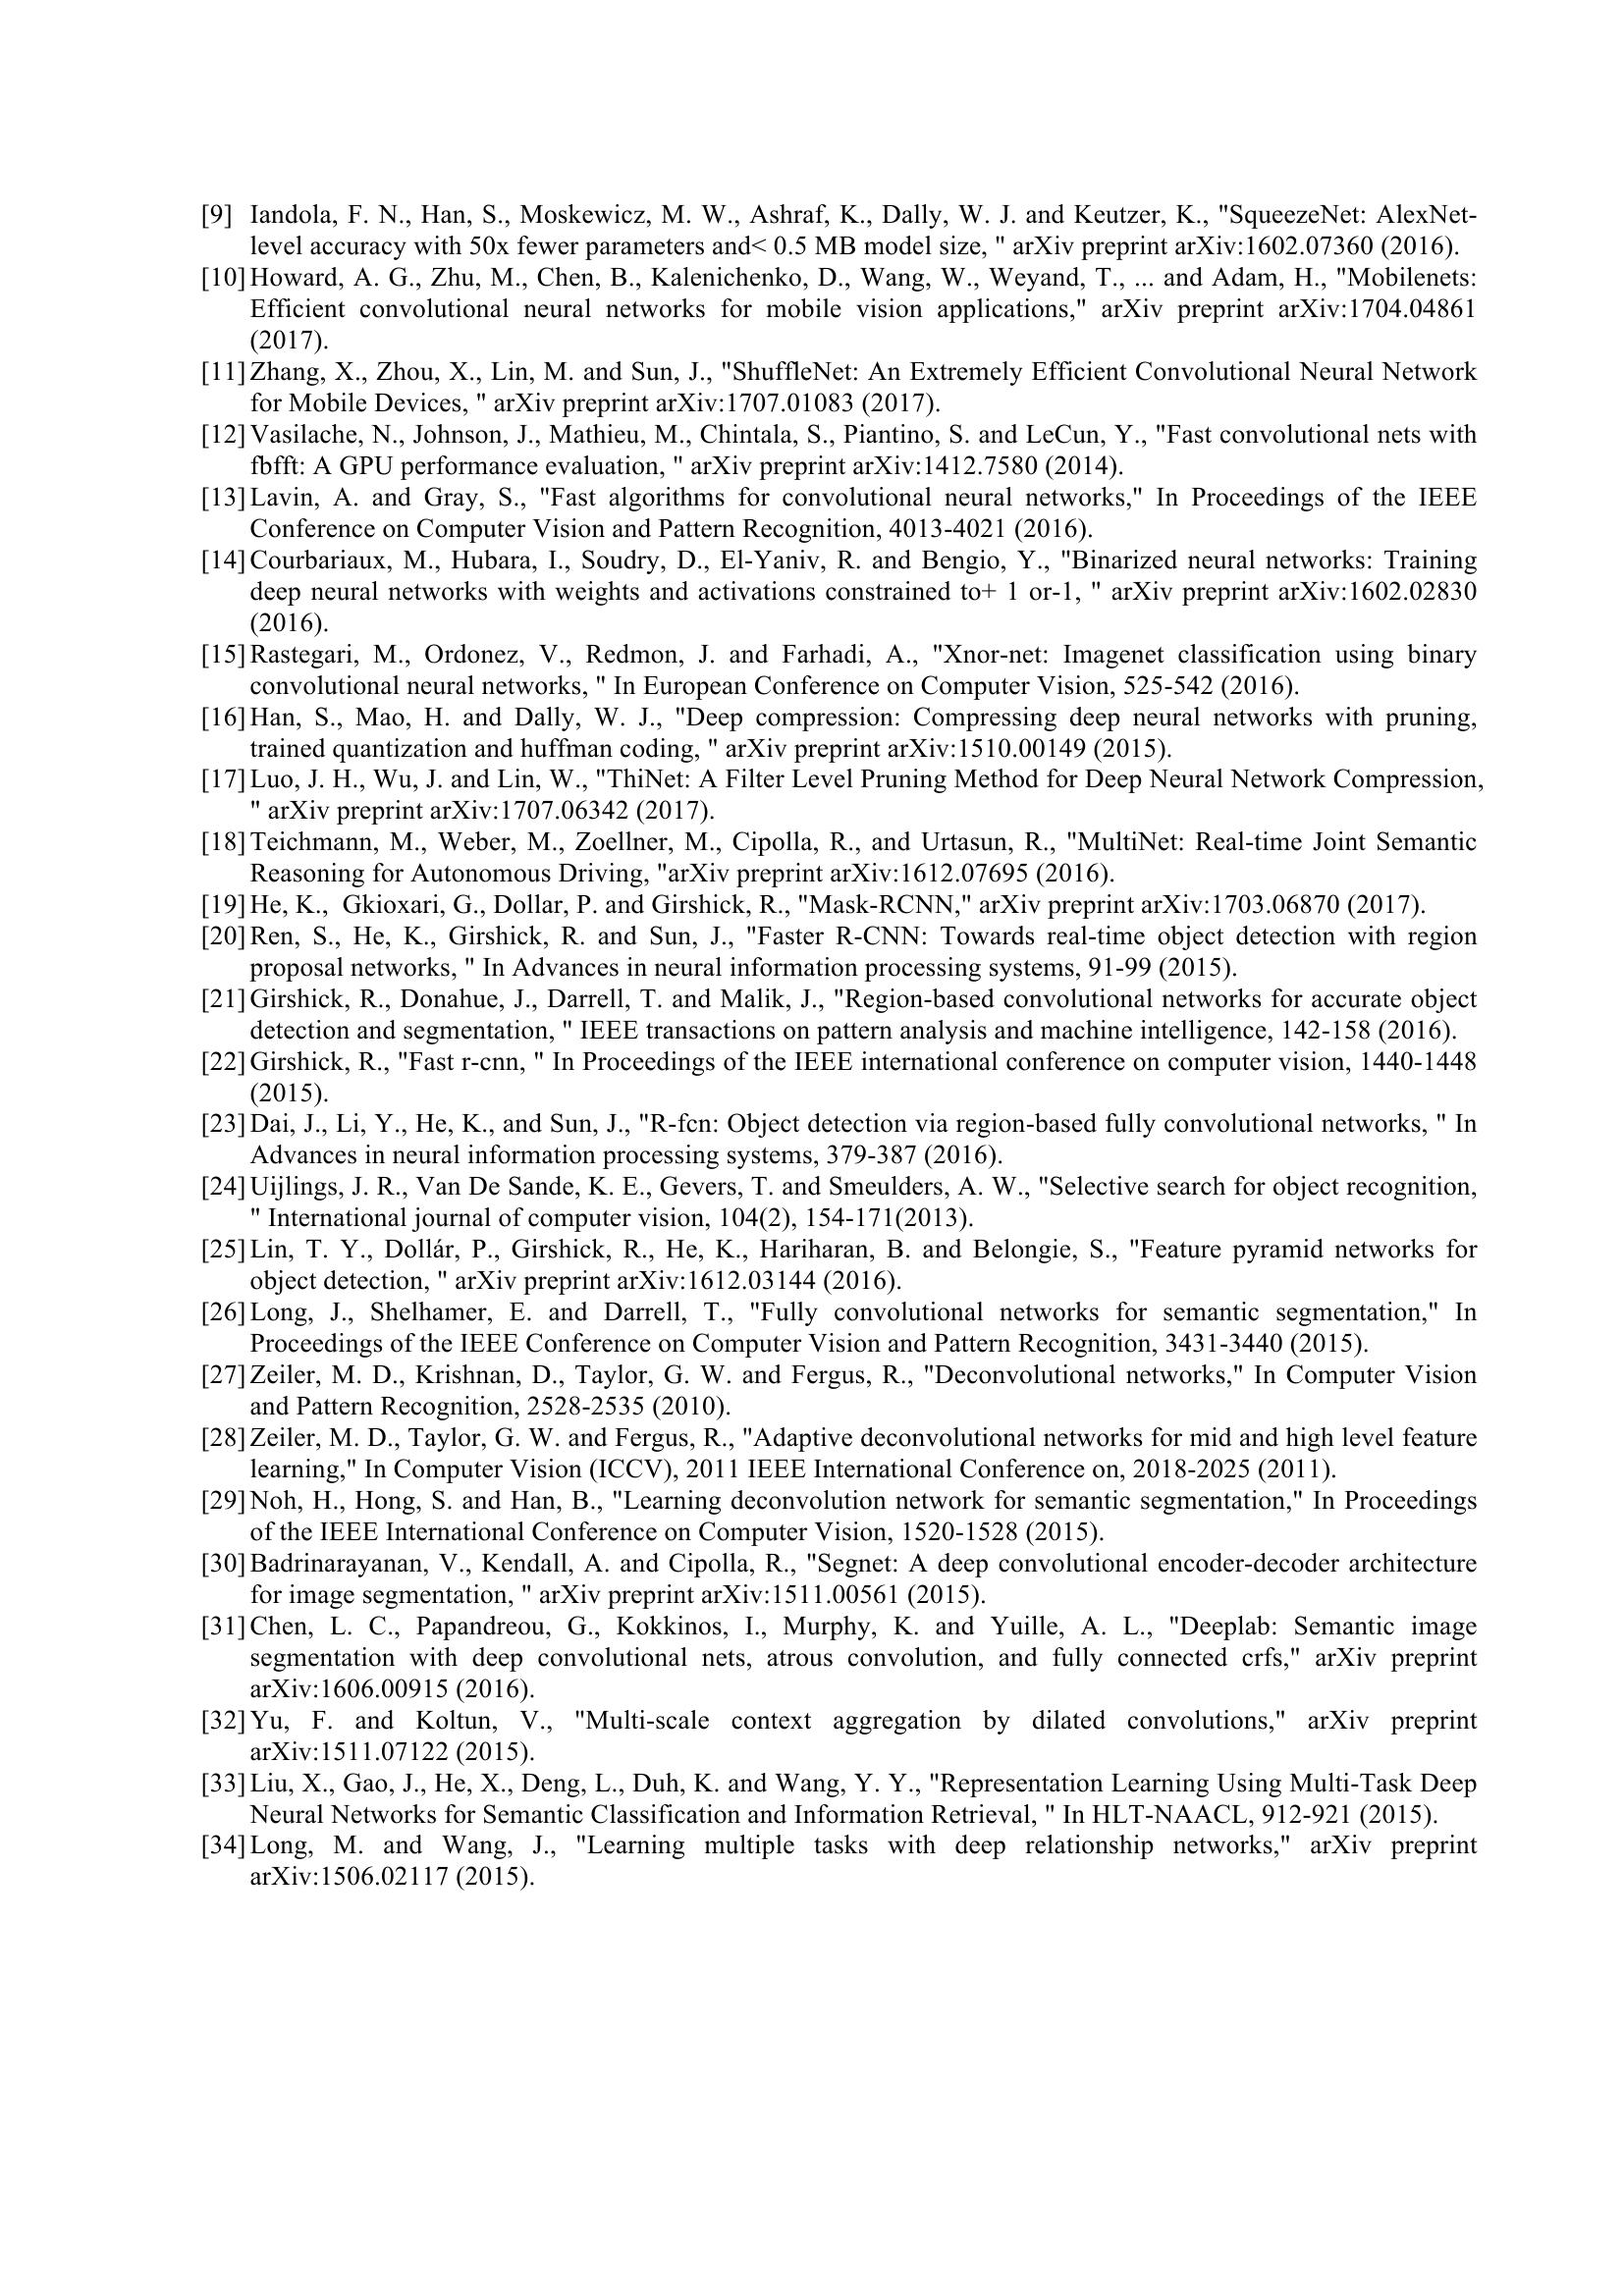 [9] Iandola, F. N., Han, S., Moskewicz, M. W., Ashraf, K., Dally, W. J. and Keutzer, K., "SqueezeNet: AlexNet-
level accuracy with 50x fewer parameters and< 0.5 MB model size, " arXiv preprint arXiv:1602.07360 (2016).
[10] Howard, A. G., Zhu, M., Chen, B., Kalenichenko, D., Wang, W., Weyand, T., ... and Adam, H., "Mobilenets:
Efficient convolutional neural networks for mobile vision applications," arXiv preprint arXiv:1704.04861
(2017).
[11] Zhang, X., Zhou, X., Lin, M. and Sun, J., "ShuffleNet: An Extremely Efficient Convolutional Neural Network
for Mobile Devices, " arXiv preprint arXiv:1707.01083 (2017).
[12] Vasilache, N., Johnson, J., Mathieu, M., Chintala, S., Piantino, S. and LeCun, Y., "Fast convolutional nets with
fbfft: A GPU performance evaluation, " arXiv preprint arXiv:1412.7580 (2014).
[13] Lavin, A. and Gray, S., "Fast algorithms for convolutional neural networks," In Proceedings of the IEEE
Conference on Computer Vision and Pattern Recognition, 4013-4021 (2016).
[14] Courbariaux, M., Hubara, I., Soudry, D., El-Yaniv, R. and Bengio, Y., "Binarized neural networks: Training
deep neural networks with weights and activations constrained to+ 1 or-1, " arXiv preprint arXiv:1602.02830
(2016).
[15] Rastegari, M., Ordonez, V., Redmon, J. and Farhadi, A., "Xnor-net: Imagenet classification using binary
convolutional neural networks, " In European Conference on Computer Vision, 525-542 (2016).
[16] Han, S., Mao, H. and Dally, W. J., "Deep compression: Compressing deep neural networks with pruning,
trained quantization and huffman coding, " arXiv preprint arXiv:1510.00149 (2015).
[17] Luo, J. H., Wu, J. and Lin, W., "ThiNet: A Filter Level Pruning Method for Deep Neural Network Compression,
" arXiv preprint arXiv:1707.06342 (2017).
[18] Teichmann, M., Weber, M., Zoellner, M., Cipolla, R., and Urtasun, R., "MultiNet: Real-time Joint Semantic
Reasoning for Autonomous Driving, "arXiv preprint arXiv:1612.07695 (2016).
[19] He, K., Gkioxari, G., Dollar, P. and Girshick, R., "Mask-RCNN," arXiv preprint arXiv:1703.06870 (2017).
[20] Ren, S., He, K., Girshick, R. and Sun, J., "Faster R-CNN: Towards real-time object detection with region
proposal networks, " In Advances in neural information processing systems, 91-99 (2015).
[21] Girshick, R., Donahue, J., Darrell, T. and Malik, J., "Region-based convolutional networks for accurate object
detection and segmentation, " IEEE transactions on pattern analysis and machine intelligence, 142-158 (2016).
[22] Girshick, R., "Fast r-cnn, " In Proceedings of the IEEE international conference on computer vision, 1440-1448
(2015).
[23] Dai, J., Li, Y., He, K., and Sun, J., "R-fcn: Object detection via region-based fully convolutional networks, " In
Advances in neural information processing systems, 379-387 (2016).
[24] Uijlings, J. R., Van De Sande, K. E., Gevers, T. and Smeulders, A. W., "Selective search for object recognition,
" International journal of computer vision, 104(2), 154-171(2013).
[25] Lin, T. Y., Dollár, P., Girshick, R., He, K., Hariharan, B. and Belongie, S., "Feature pyramid networks for
object detection, " arXiv preprint arXiv:1612.03144 (2016).
[26] Long, J., Shelhamer, E. and Darrell, T., "Fully convolutional networks for semantic segmentation," In
Proceedings of the IEEE Conference on Computer Vision and Pattern Recognition, 3431-3440 (2015).
[27] Zeiler, M. D., Krishnan, D., Taylor, G. W. and Fergus, R., "Deconvolutional networks," In Computer Vision
and Pattern Recognition, 2528-2535 (2010).
[28] Zeiler, M. D., Taylor, G. W. and Fergus, R., "Adaptive deconvolutional networks for mid and high level feature
learning," In Computer Vision (ICCV), 2011 IEEE International Conference on, 2018-2025 (2011).
[29] Noh, H., Hong, S. and Han, B., "Learning deconvolution network for semantic segmentation," In Proceedings
of the IEEE International Conference on Computer Vision, 1520-1528 (2015).
[30] Badrinarayanan, V., Kendall, A. and Cipolla, R., "Segnet: A deep convolutional encoder-decoder architecture
for image segmentation, " arXiv preprint arXiv:1511.00561 (2015).
[31] Chen, L. C., Papandreou, G., Kokkinos, I., Murphy, K. and Yuille, A. L., "Deeplab: Semantic image
segmentation with deep convolutional nets, atrous convolution, and fully connected crfs," arXiv preprint
arXiv:1606.00915 (2016).
[32] Yu, F. and Koltun, V., "Multi-scale context aggregation by dilated convolutions," arXiv preprint
arXiv:1511.07122 (2015).
[33] Liu, X., Gao, J., He, X., Deng, L., Duh, K. and Wang, Y. Y., "Representation Learning Using Multi-Task Deep
Neural Networks for Semantic Classification and Information Retrieval, " In HLT-NAACL, 912-921 (2015).
[34] Long, M. and Wang, J., "Learning multiple tasks with deep relationship networks," arXiv preprint
arXiv:1506.02117 (2015).